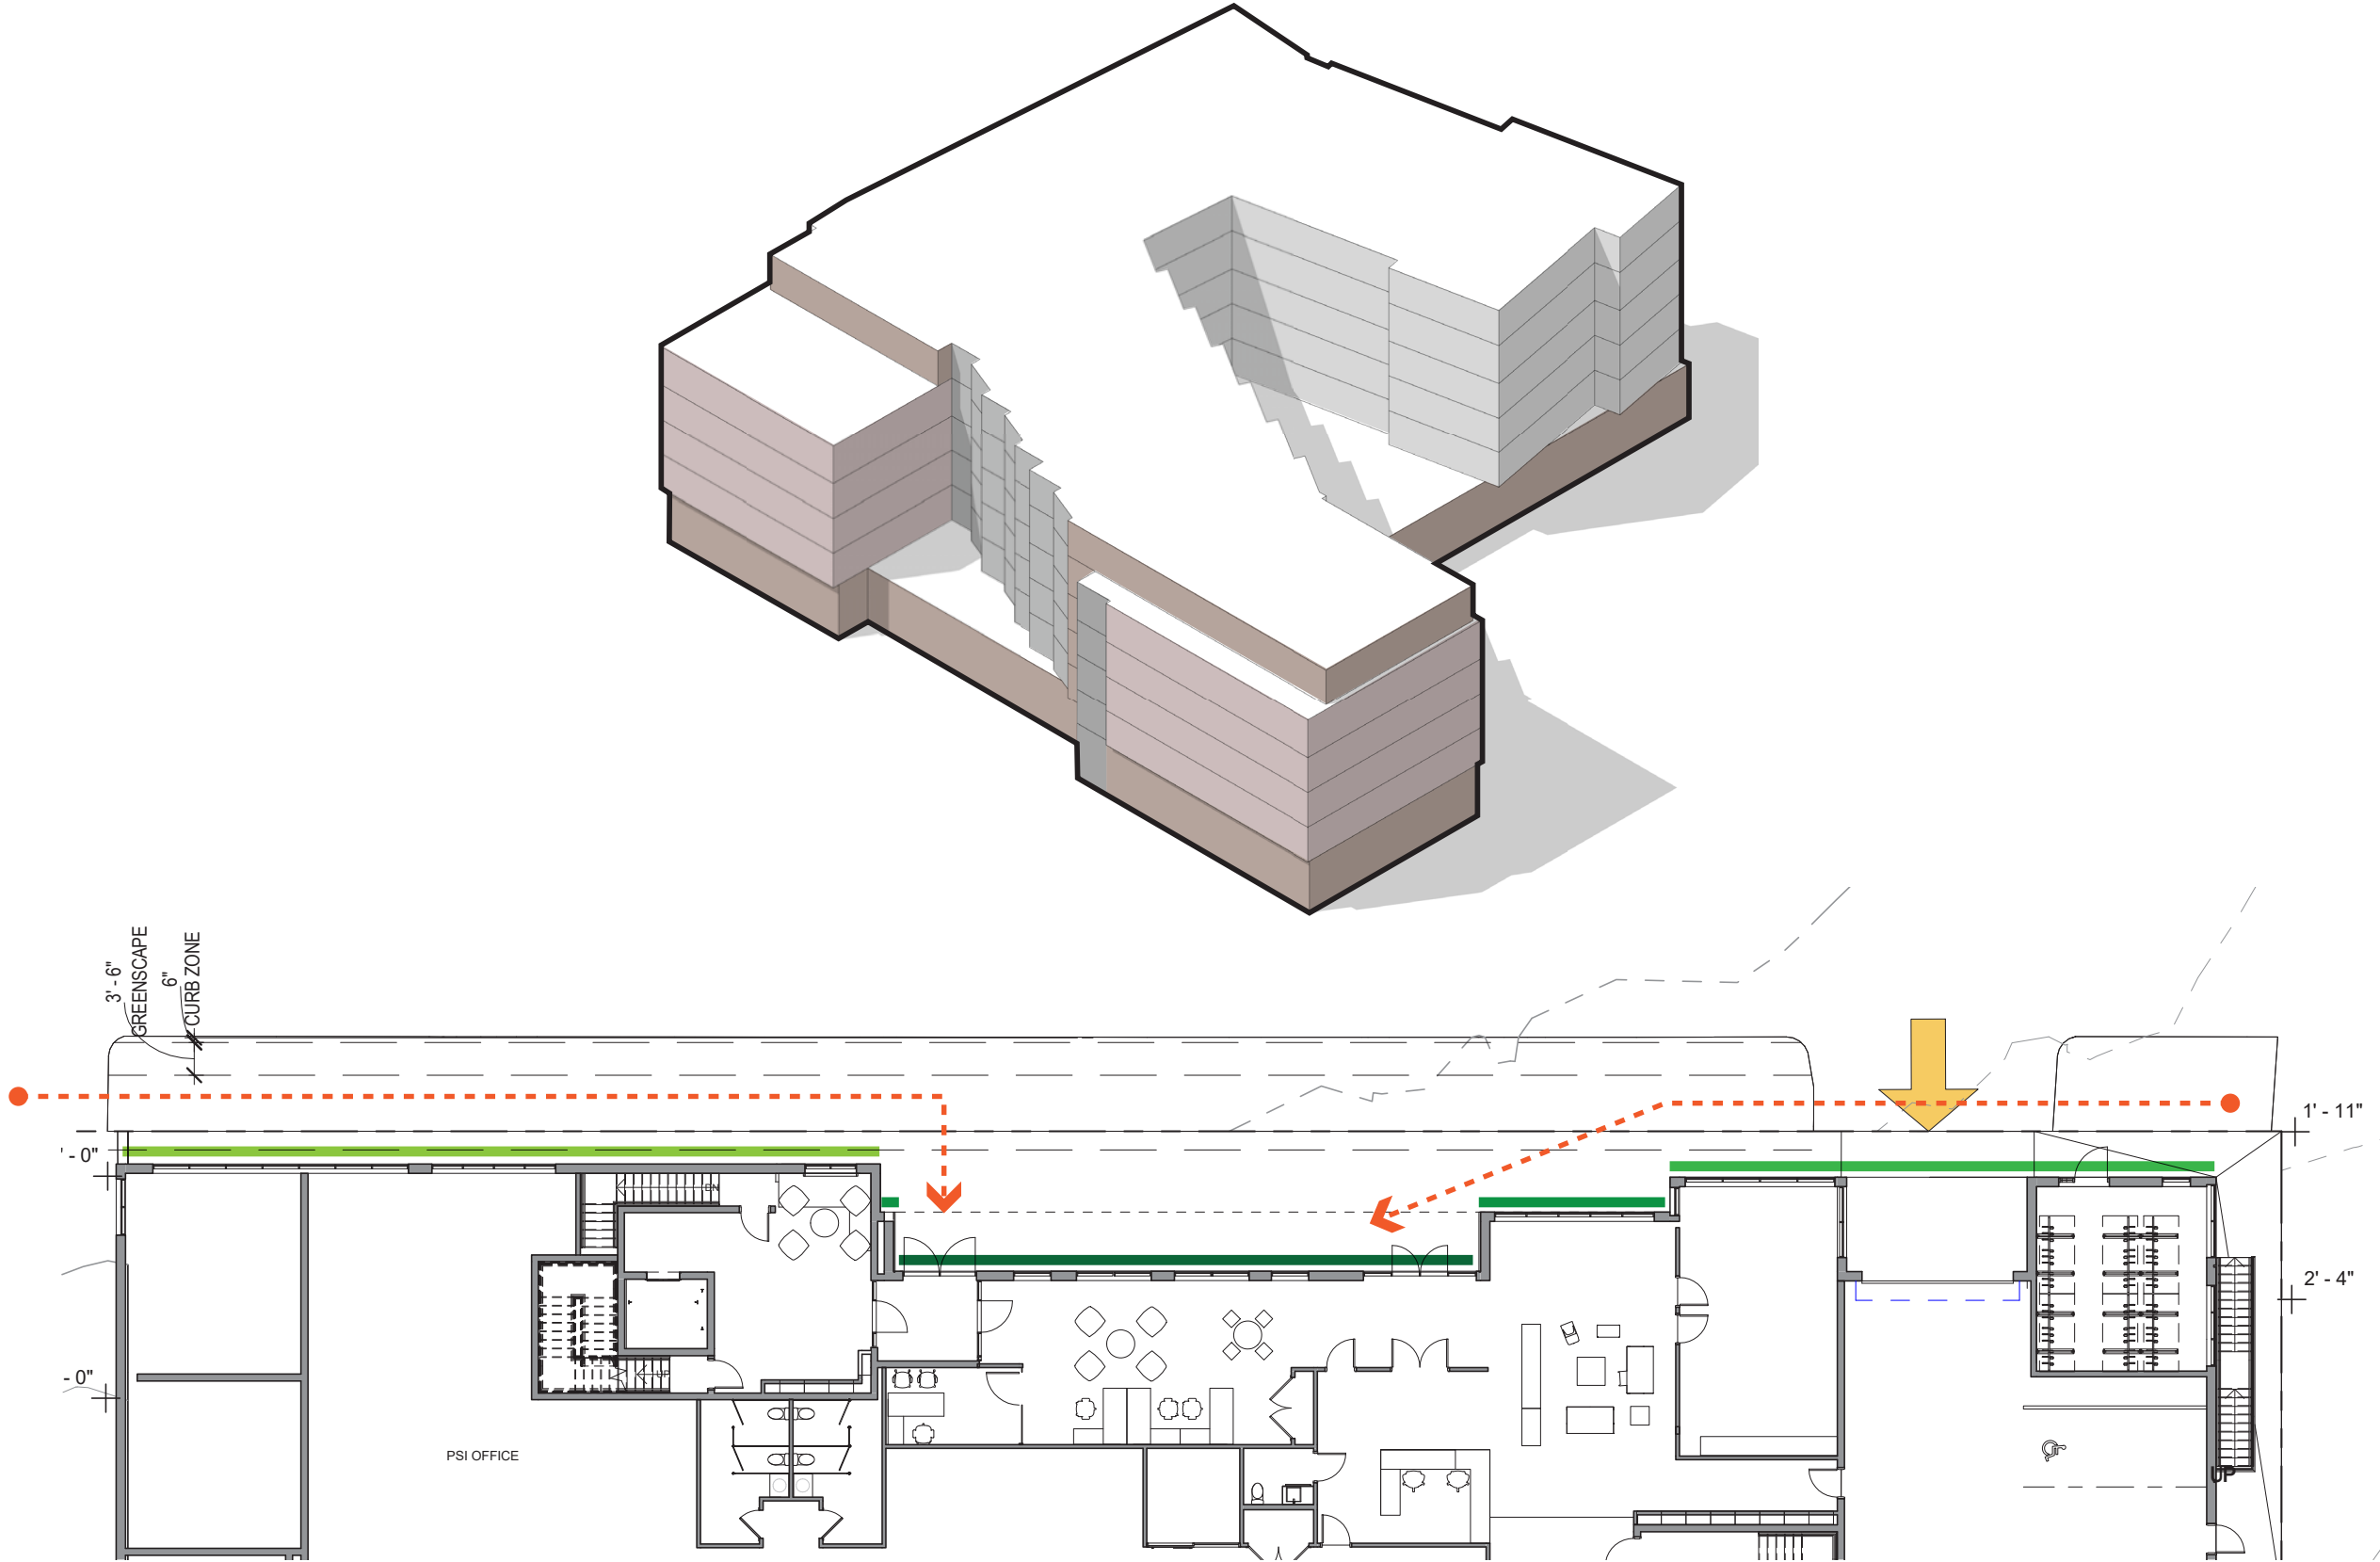 3' - 6"
GREENSCAPE
6"
CURB ZONE
1' - 11"
' - 0"
DN
2' - 4"
UP
- 0"
PSI OFFICE
UP